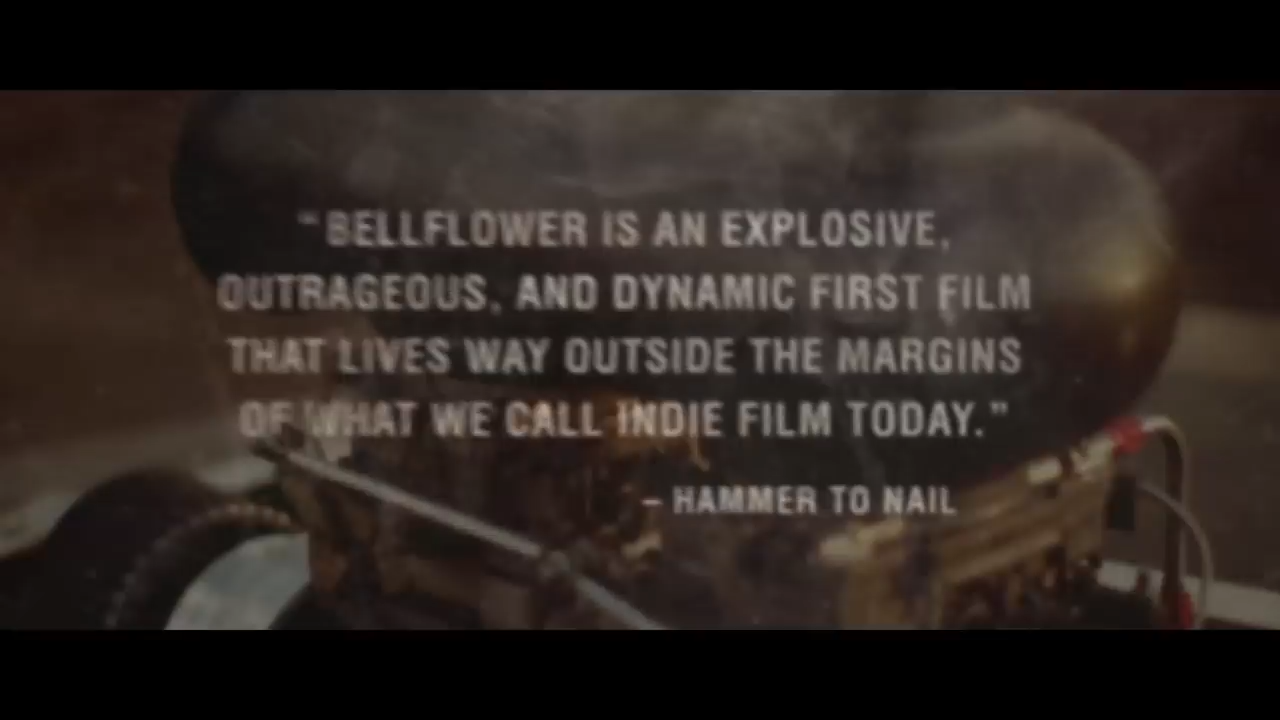 “BELLFLOWER IS AN EXPLOSIVE,
OUTRAGEOUS, AND DYNAMIC FIRST FILM
THAT LIVES WAY OUTSIDE THE MARGINS
OF WHAT WE CALL INDIE FILM TODAY.”
– HAMMER TO NAIL